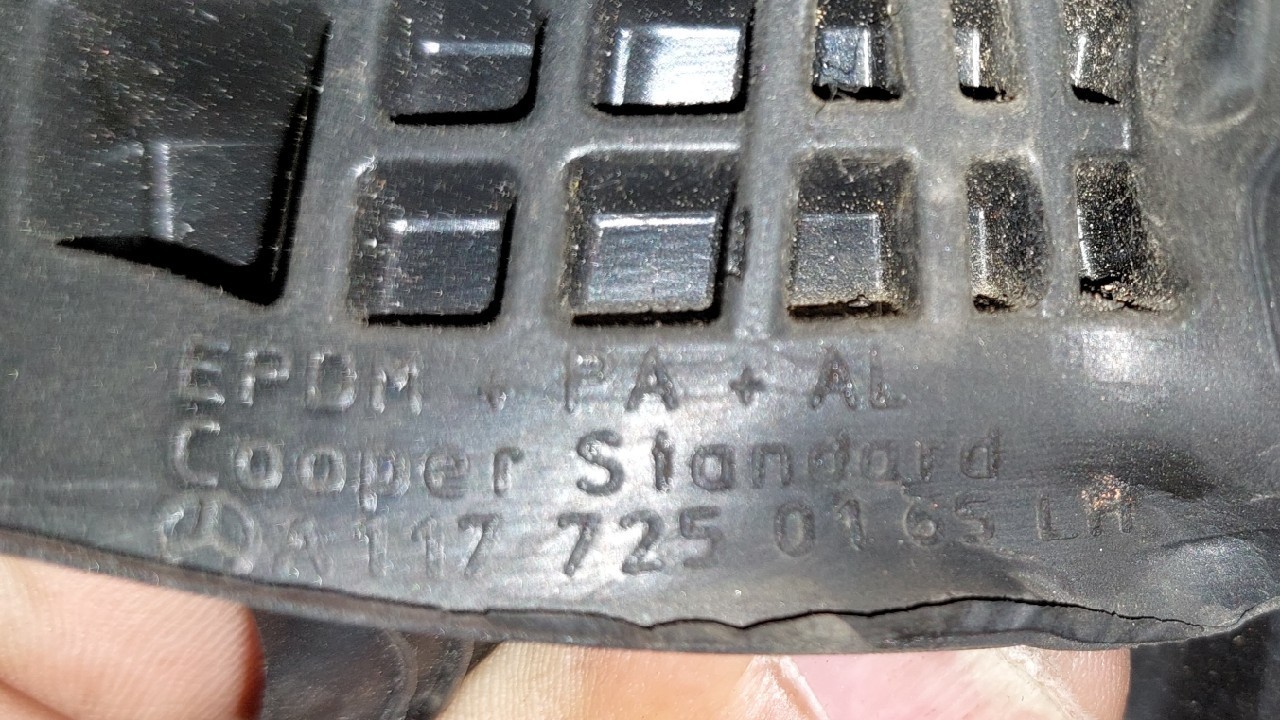 EPDM + PA + AL
Cooper Standard
A 117 725 01 65 LH